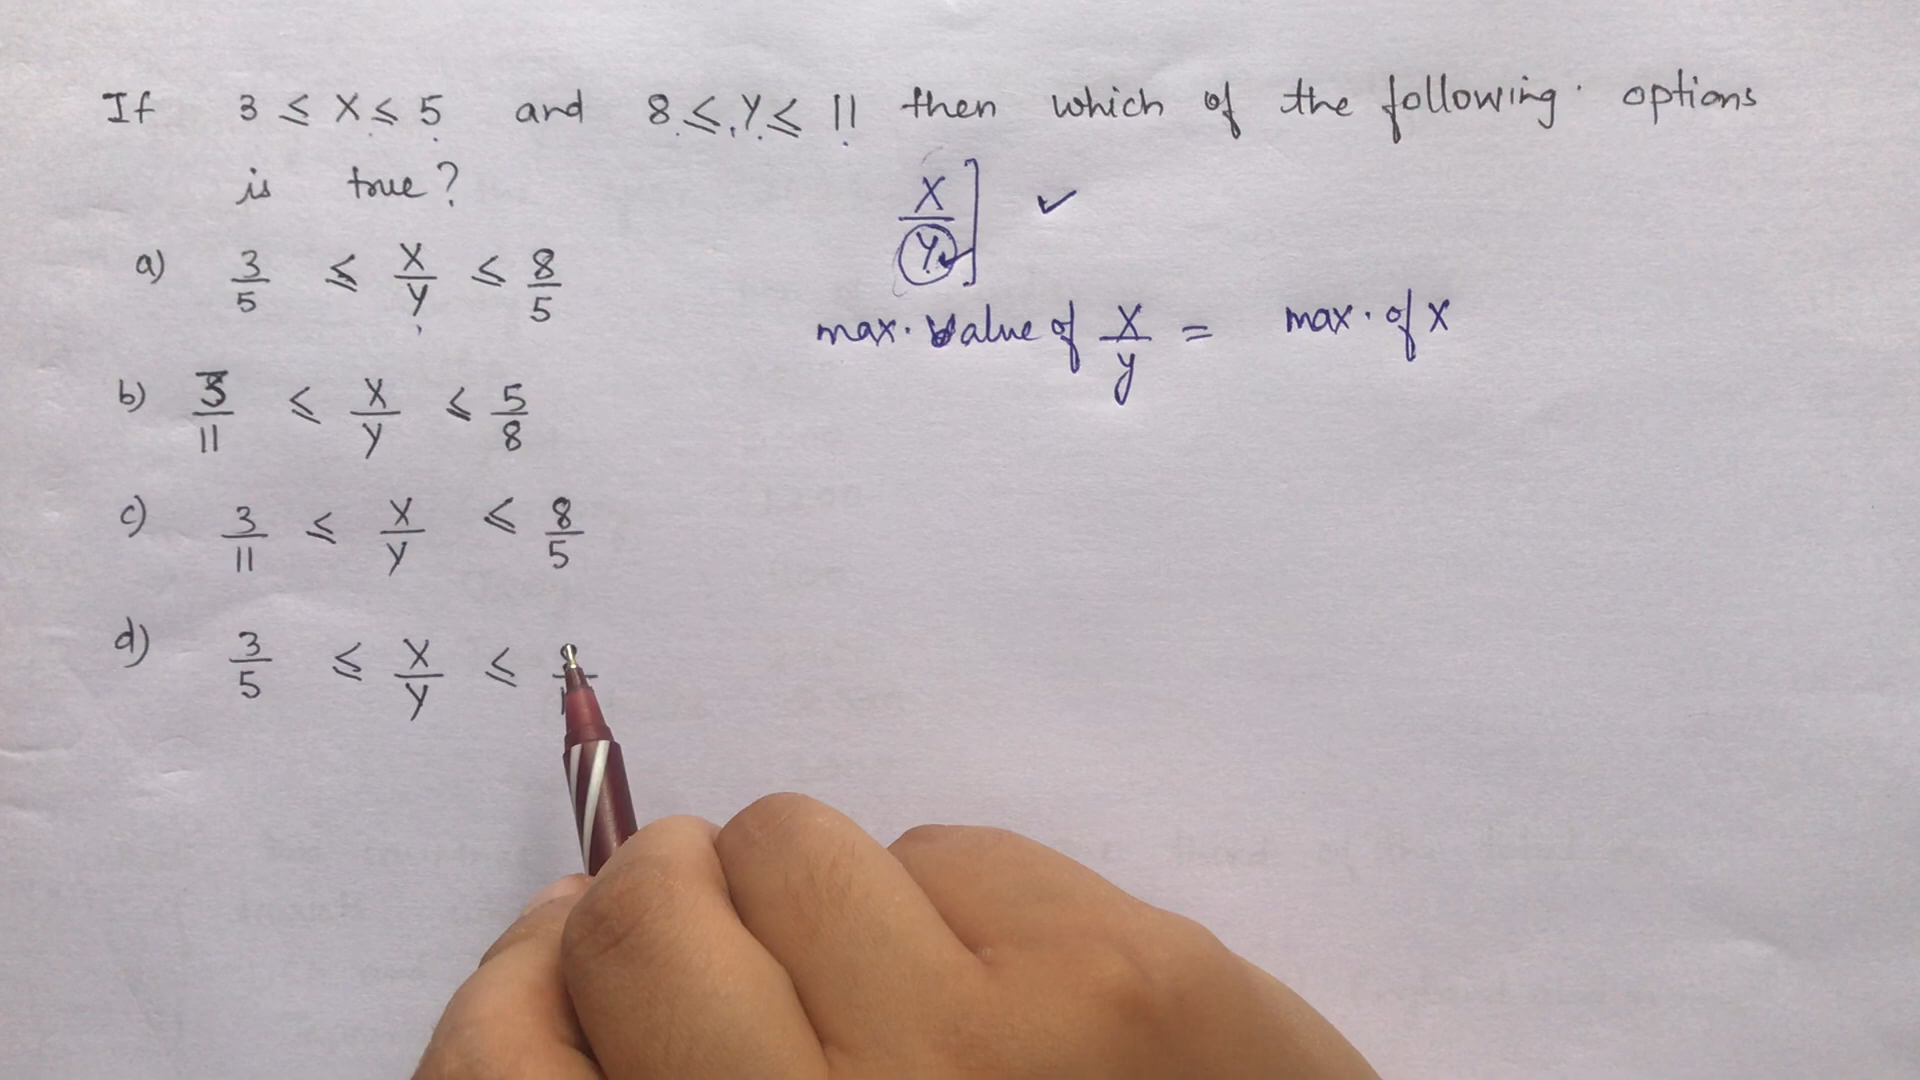 If 3 ≤ X ≤ 5 and 8 ≤ Y ≤ 11 then which of the following options
is true?
X/Y ✓
a) 3/5 ≤ X/Y ≤ 8/5
max. Value of X/y = max. of X
b) 3/11 ≤ X/Y ≤ 5/8
c) 3/11 ≤ X/Y ≤ 8/5
d) 3/5 ≤ X/Y ≤